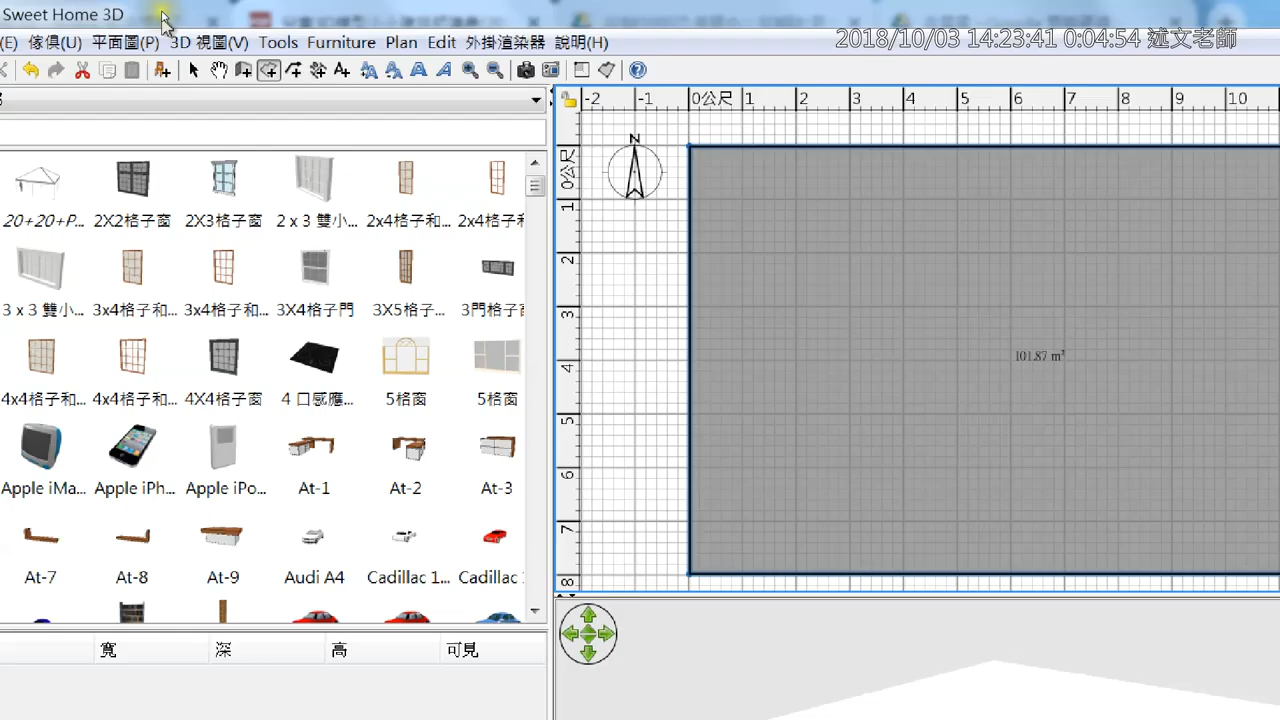 Sweet Home 3D
(E) 傢俱(U) 平面圖(P) 3D 視圖(V) Tools Furniture Plan Edit 外掛渲染器 說明(H)
2018/10/03 14:23:41 0:04:54 述文老師
-2 -1 0公尺 1 2 3 4 5 6 7 8 9 10
N
0公尺
1
2
3
4
5
6
7
8
101.87 m²
20+20+P... 2X2格子窗 2X3格子窗 2 x 3 雙小... 2x4格子和... 2x4格子和
3 x 3 雙小... 3x4格子和... 3x4格子和... 3X4格子門 3X5格子... 3門格子窗
4x4格子和... 4x4格子和... 4X4格子窗 4 口感應... 5格窗 5格窗
Apple iMa... Apple iPh... Apple iPo... At-1 At-2 At-3
At-7 At-8 At-9 Audi A4 Cadillac 1... Cadillac
寬 深 高 可見